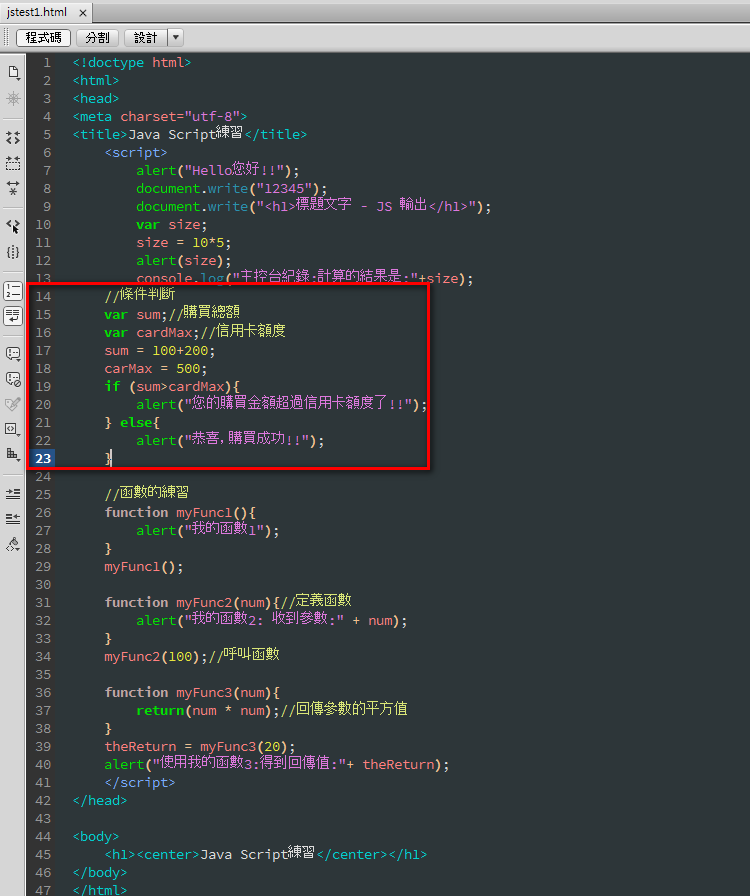 jstest1.html ×
程式碼 分割 設計
1 <!doctype html>
2 <html>
3 <head>
4 <meta charset="utf-8">
5 <title>Java Script練習</title>
6 <script>
7 alert("Hello您好!!");
8 document.write("12345");
9 document.write("<h1>標題文字 - JS 輸出</h1>");
10 var size;
11 size = 10*5;
12 alert(size);
13 console.log("主控台紀錄:計算的結果是:"+size);
14 //條件判斷
15 var sum;//購買總額
16 var cardMax;//信用卡額度
17 sum = 100+200;
18 carMax = 500;
19 if (sum>cardMax){
20 alert("您的購買金額超過信用卡額度了!!");
21 } else{
22 alert("恭喜,購買成功!!");
23 }
24
25 //函數的練習
26 function myFunc1(){
27 alert("我的函數1");
28 }
29 myFunc1();
30
31 function myFunc2(num){//定義函數
32 alert("我的函數2: 收到參數:" + num);
33 }
34 myFunc2(100);//呼叫函數
35
36 function myFunc3(num){
37 return(num * num);//回傳參數的平方值
38 }
39 theReturn = myFunc3(20);
40 alert("使用我的函數3:得到回傳值:"+ theReturn);
41 </script>
42 </head>
43
44 <body>
45 <h1><center>Java Script練習</center></h1>
46 </body>
47 </html>